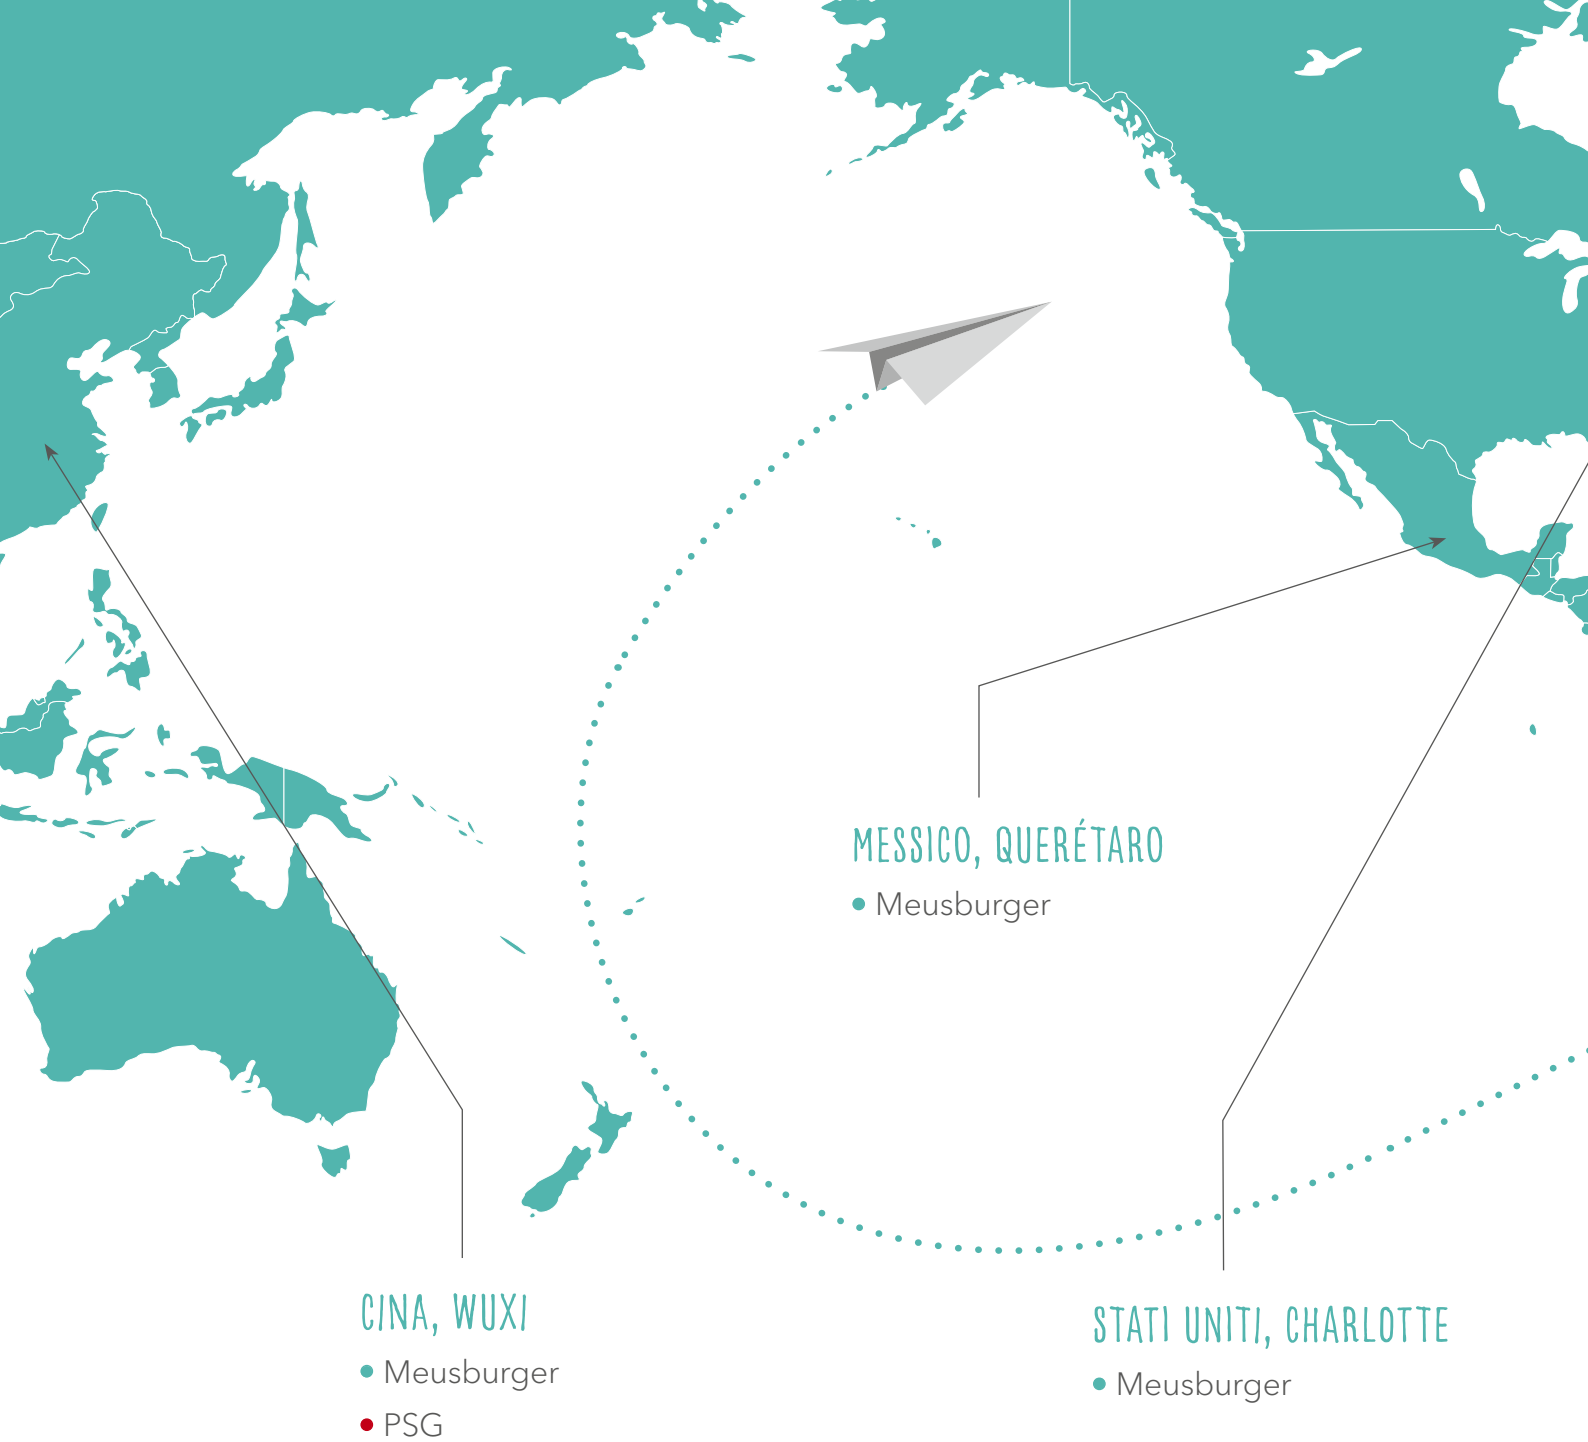 MESSICO, QUERÉTARO
• Meusburger
CINA, WUXI
• Meusburger
• PSG
STATI UNITI, CHARLOTTE
• Meusburger